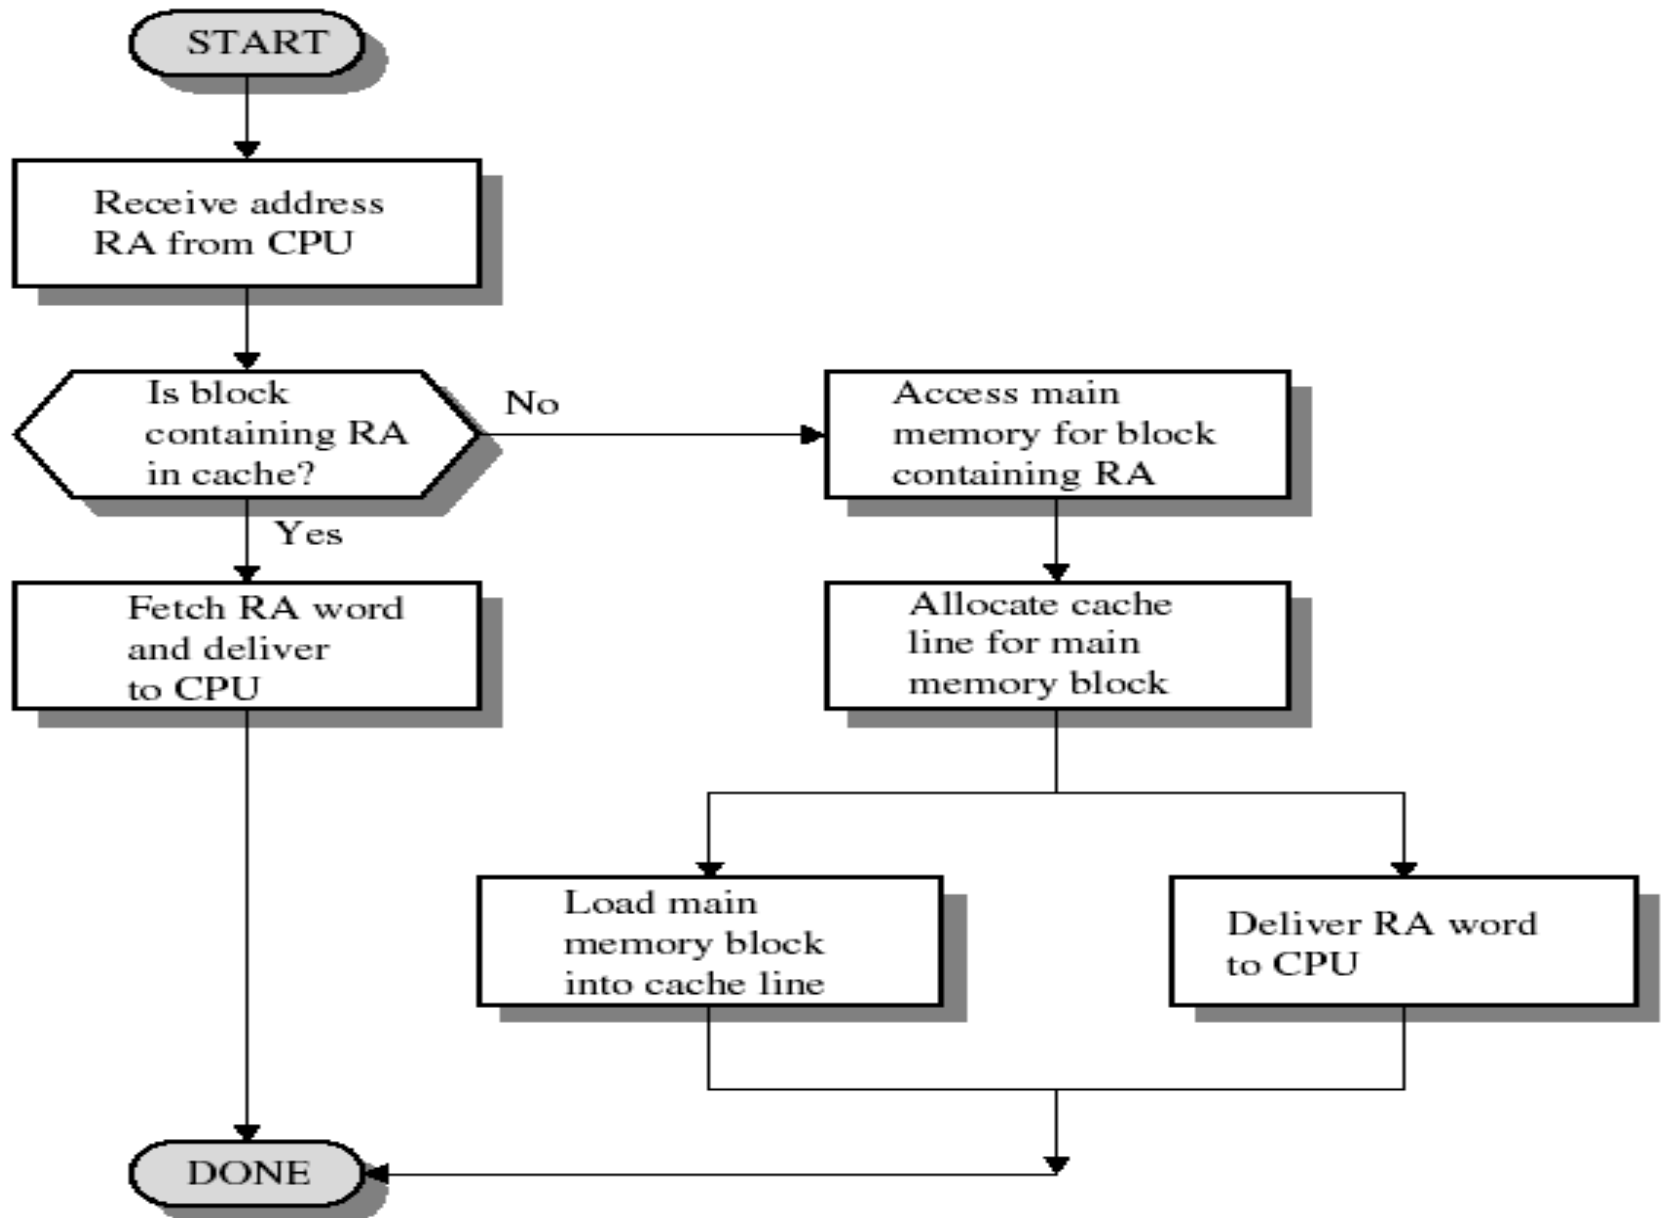 START
Receive address
RA from CPU
Is block
containing RA
in cache?
No
Access main
memory for block
containing RA
Yes
Fetch RA word
and deliver
to CPU
Allocate cache
line for main
memory block
Load main
memory block
into cache line
Deliver RA word
to CPU
DONE